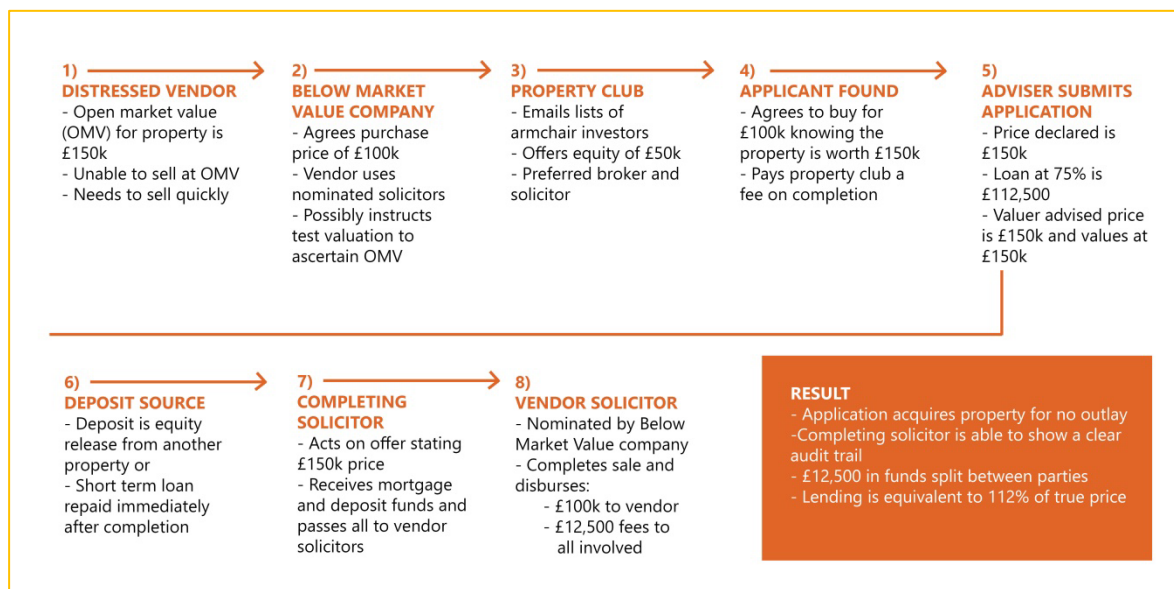 1)
DISTRESSED VENDOR
- Open market value
(OMV) for property is
£150k
- Unable to sell at OMV
- Needs to sell quickly
2)
BELOW MARKET
VALUE COMPANY
- Agrees purchase
price of £100k
- Vendor uses
nominated solicitors
- Possibly instructs
test valuation to
ascertain OMV
3)
PROPERTY CLUB
- Emails lists of
armchair investors
- Offers equity of £50k
- Preferred broker and
solicitor
4)
APPLICANT FOUND
- Agrees to buy for
£100k knowing the
property is worth £150k
- Pays property club a
fee on completion
5)
ADVISER SUBMITS
APPLICATION
- Price declared is
£150k
- Loan at 75% is
£112,500
- Valuer advised price
is £150k and values at
£150k
6)
DEPOSIT SOURCE
- Deposit is equity
release from another
property or
- Short term loan
repaid immediately
after completion
7)
COMPLETING
SOLICITOR
- Acts on offer stating
£150k price
- Receives mortgage
and deposit funds and
passes all to vendor
solicitors
8)
VENDOR SOLICITOR
- Nominated by Below
Market Value company
- Completes sale and
disburses:
- £100k to vendor
- £12,500 fees to
all involved
RESULT
- Application acquires property for no outlay
-Completing solicitor is able to show a clear
audit trail
- £12,500 in funds split between parties
- Lending is equivalent to 112% of true price